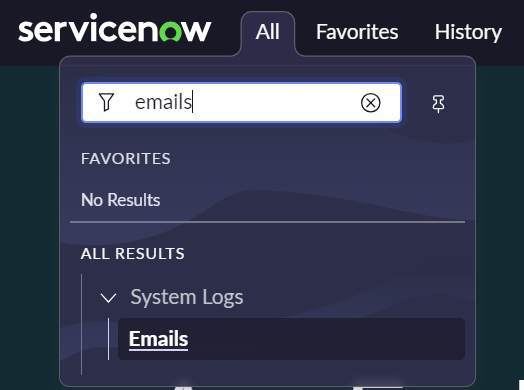 servicenow All Favorites History
emails
FAVORITES
No Results
ALL RESULTS
System Logs
Emails